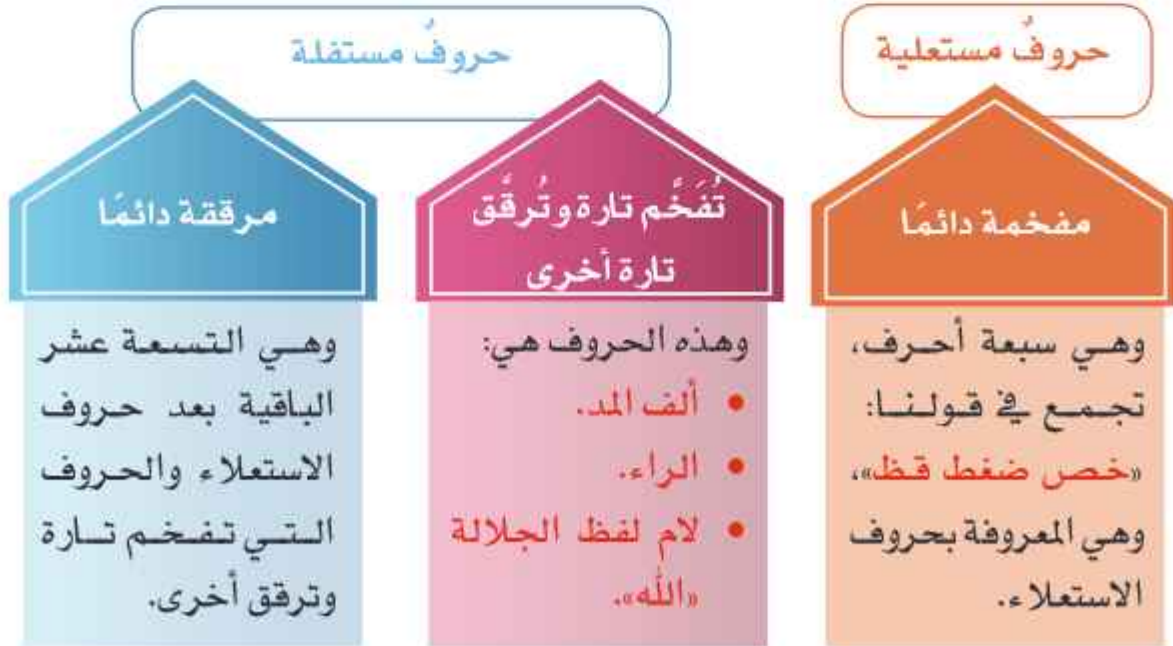 حروفٌ مستعلية
مفخمة دائمًا
وهي سبعة أحرف،
تجمع في قولنا:
«خص ضغط قظ»،
وهي المعروفة بحروف
الاستعلاء.
حروفٌ مستفلة
تُفَخَّم تارة وتُرقَّق
تارة أخرى
وهذه الحروف هي:
• ألف المد.
• الراء.
• لام لفظ الجلالة
«الله».
مرققة دائمًا
وهي التسعة عشر
الباقية بعد حروف
الاستعلاء والحروف
التي تفخم تارة
وترقق أخرى.